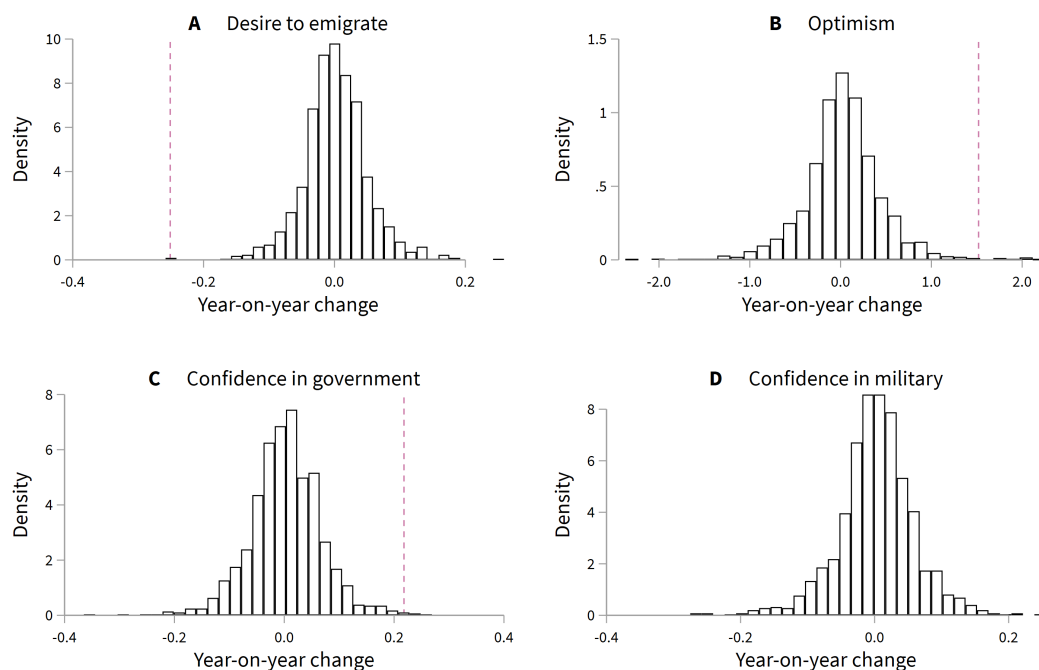 A Desire to emigrate
10
8
6
4
2
0
Density
-0.4 -0.2 0.0 0.2
Year-on-year change
B Optimism
1.5
1
.5
0
Density
-2.0 -1.0 0.0 1.0 2.0
Year-on-year change
C Confidence in government
8
6
4
2
0
Density
-0.4 -0.2 0.0 0.2 0.4
Year-on-year change
D Confidence in military
8
6
4
2
0
Density
-0.4 -0.2 0.0 0.2
Year-on-year change